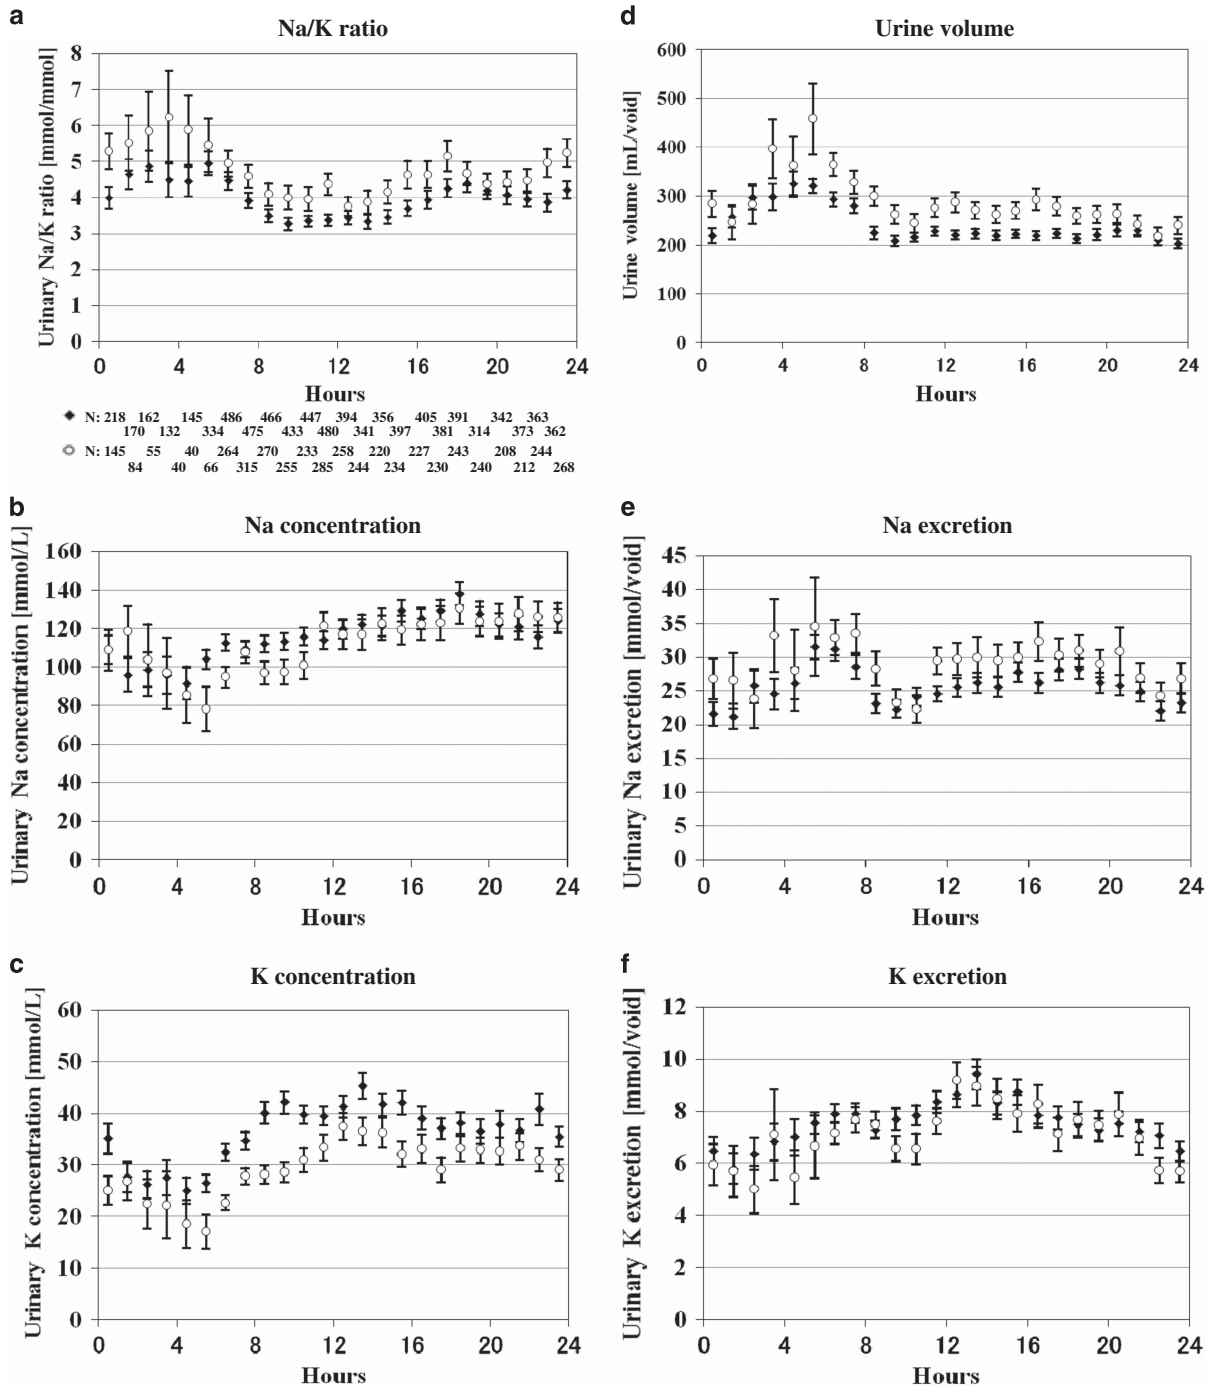 a
Na/K ratio
Urinary Na/K ratio [mmol/mmol]
8
7
6
5
4
3
2
1
0
0 4 8 12 16 20 24
Hours
◆ N: 218 162 145 486 466 447 394 356 405 391 342 363
170 132 334 475 433 480 341 397 381 314 373 362
○ N: 145 55 40 264 270 233 258 220 227 243 208 244
84 40 66 315 255 285 244 234 230 240 212 268
b
Na concentration
Urinary Na concentration [mmol/L]
160
140
120
100
80
60
40
20
0
0 4 8 12 16 20 24
Hours
c
K concentration
Urinary K concentration [mmol/L]
60
50
40
30
20
10
0
0 4 8 12 16 20 24
Hours
d
Urine volume
Urine volume [mL/void]
600
500
400
300
200
100
0
0 4 8 12 16 20 24
Hours
e
Na excretion
Urinary Na excretion [mmol/void]
45
40
35
30
25
20
15
10
5
0
0 4 8 12 16 20 24
Hours
f
K excretion
Urinary K excretion [mmol/void]
12
10
8
6
4
2
0
0 4 8 12 16 20 24
Hours